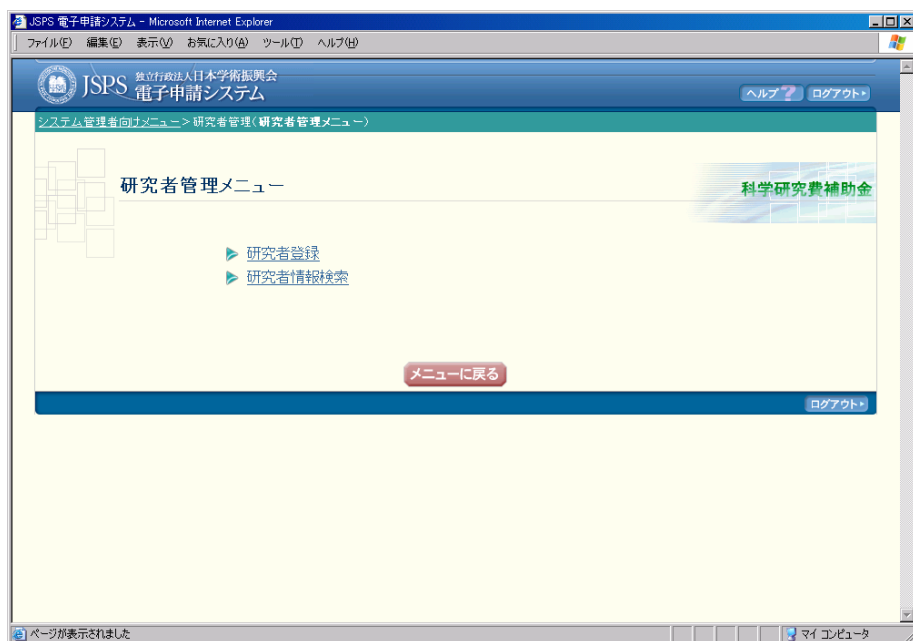 JSPS 電子申請システム - Microsoft Internet Explorer
ファイル(F) 編集(E) 表示(V) お気に入り(A) ツール(T) ヘルプ(H)
JSPS 独立行政法人日本学術振興会
電子申請システム
ヘルプ? ログアウト
システム管理者向けメニュー>研究者管理(研究者管理メニュー)
研究者管理メニュー
科学研究費補助金
研究者登録
研究者情報検索
メニューに戻る
ログアウト
ページが表示されました
マイ コンピュータ